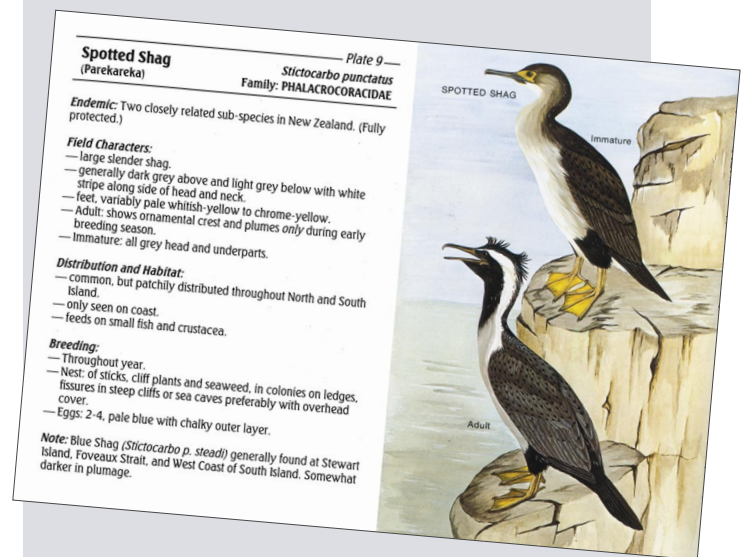 Plate 9
Spotted Shag
(Parekareka)
Stictocarbo punctatus
Family: PHALACROCORACIDAE
Endemic: Two closely related sub-species in New Zealand. (Fully
protected.)
Field Characters:
— large slender shag.
— generally dark grey above and light grey below with white
stripe along side of head and neck.
— feet, variably pale whitish-yellow to chrome-yellow.
— Adult: shows ornamental crest and plumes only during early
breeding season.
— Immature: all grey head and underparts.
Distribution and Habitat:
— common, but patchily distributed throughout North and South
Island.
— only seen on coast.
— feeds on small fish and crustacea.
Breeding:
— Throughout year.
— Nest: of sticks, cliff plants and seaweed, in colonies on ledges,
fissures in steep cliffs or sea caves preferably with overhead
cover.
— Eggs: 2-4, pale blue with chalky outer layer.
Note: Blue Shag (Stictocarbo p. steadi) generally found at Stewart
Island, Foveaux Strait, and West Coast of South Island. Somewhat
darker in plumage.
SPOTTED SHAG
Immature
Adult